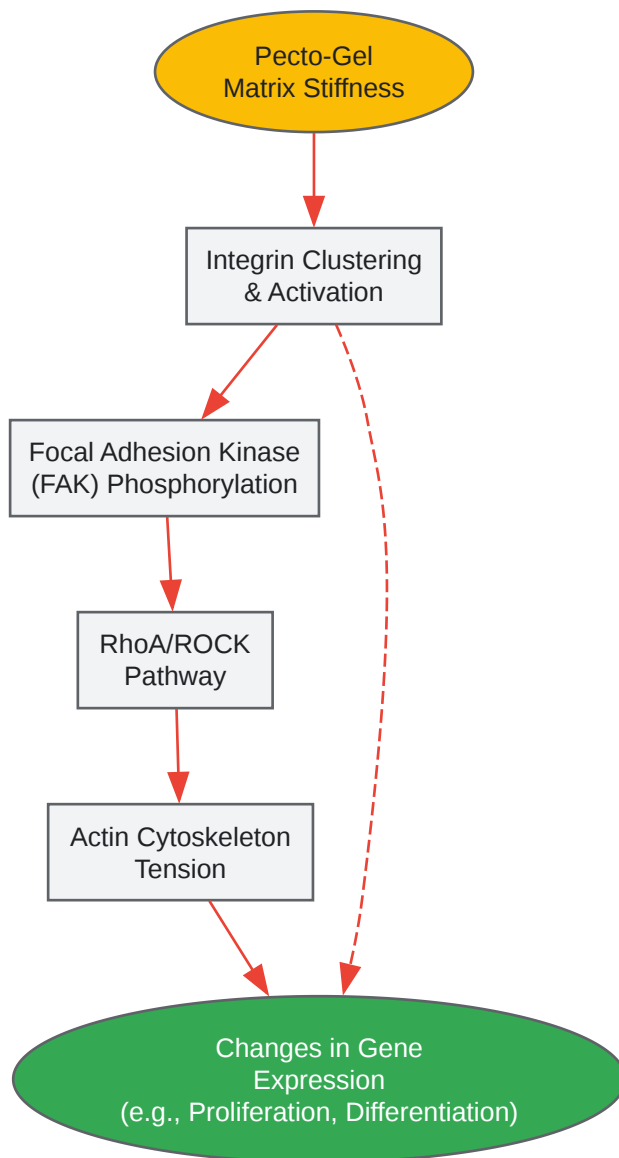 Pecto-Gel
Matrix Stiffness
Integrin Clustering
& Activation
Focal Adhesion Kinase
(FAK) Phosphorylation
RhoA/ROCK
Pathway
Actin Cytoskeleton
Tension
Changes in Gene
Expression
(e.g., Proliferation, Differentiation)